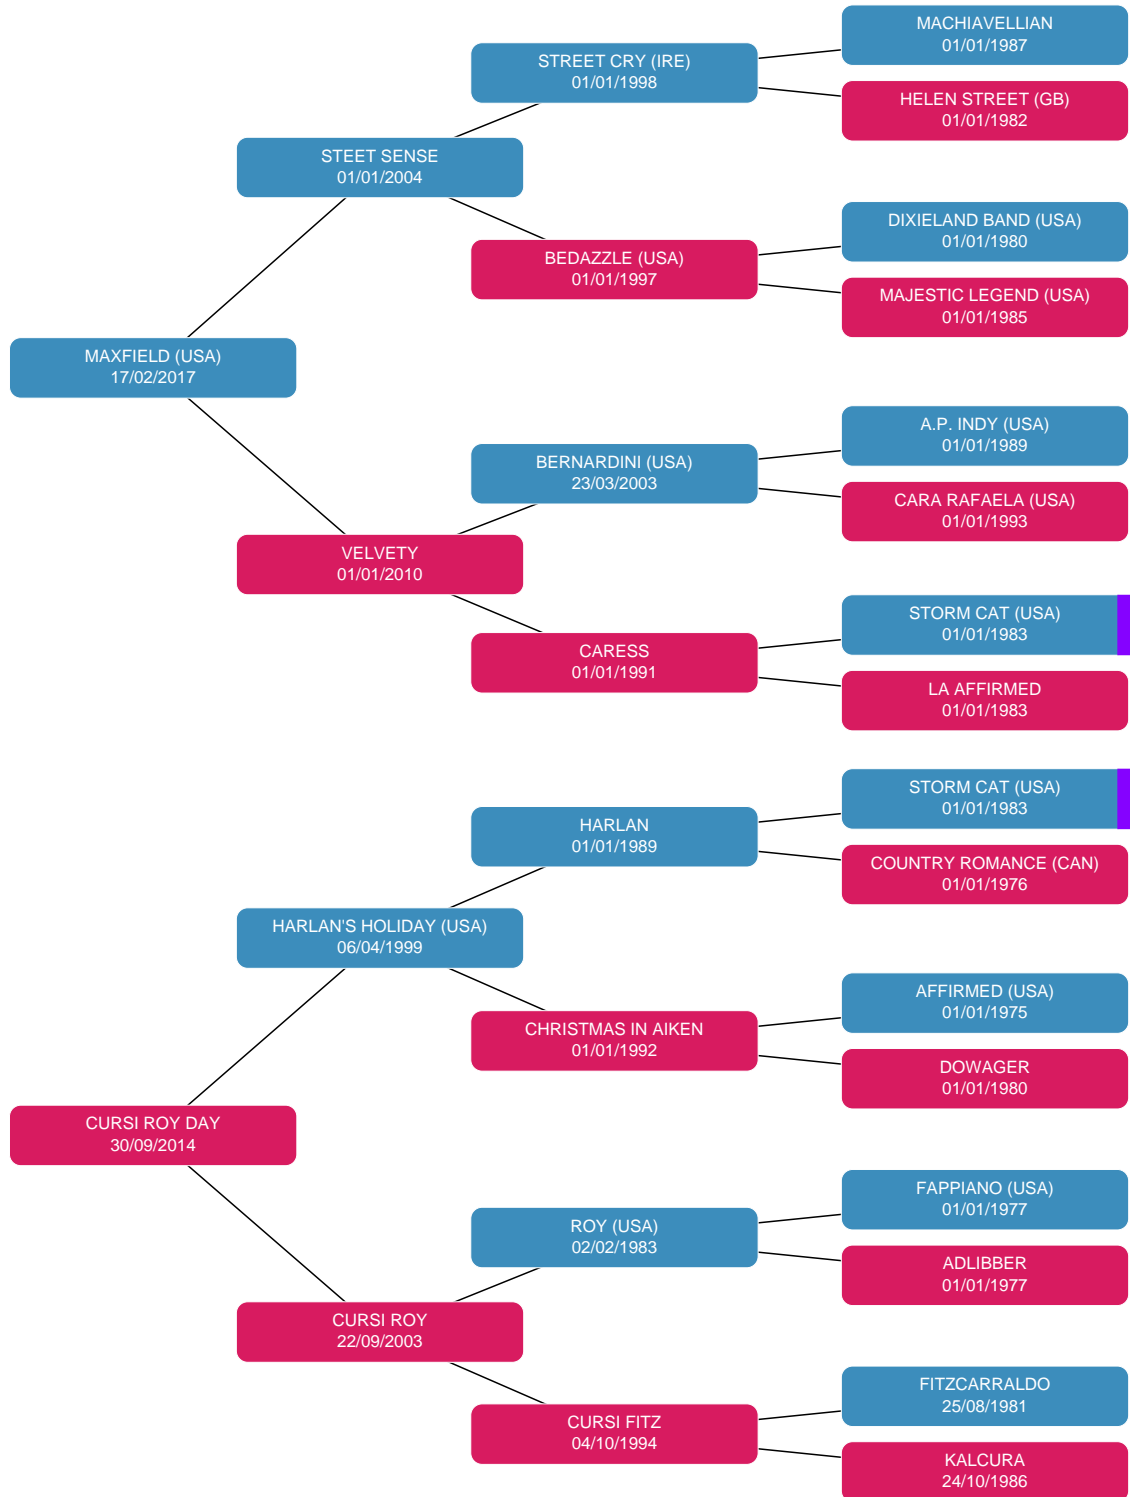 MACHIAVELLIAN
01/01/1987
STREET CRY (IRE)
01/01/1998
HELEN STREET (GB)
01/01/1982
STEET SENSE
01/01/2004
DIXIELAND BAND (USA)
01/01/1980
BEDAZZLE (USA)
01/01/1997
MAJESTIC LEGEND (USA)
01/01/1985
MAXFIELD (USA)
17/02/2017
A.P. INDY (USA)
01/01/1989
BERNARDINI (USA)
23/03/2003
CARA RAFAELA (USA)
01/01/1993
VELVETY
01/01/2010
STORM CAT (USA)
01/01/1983
CARESS
01/01/1991
LA AFFIRMED
01/01/1983
STORM CAT (USA)
01/01/1983
HARLAN
01/01/1989
COUNTRY ROMANCE (CAN)
01/01/1976
HARLAN'S HOLIDAY (USA)
06/04/1999
AFFIRMED (USA)
01/01/1975
CHRISTMAS IN AIKEN
01/01/1992
DOWAGER
01/01/1980
CURSI ROY DAY
30/09/2014
FAPPIANO (USA)
01/01/1977
ROY (USA)
02/02/1983
ADLIBBER
01/01/1977
CURSI ROY
22/09/2003
FITZCARRALDO
25/08/1981
CURSI FITZ
04/10/1994
KALCURA
24/10/1986